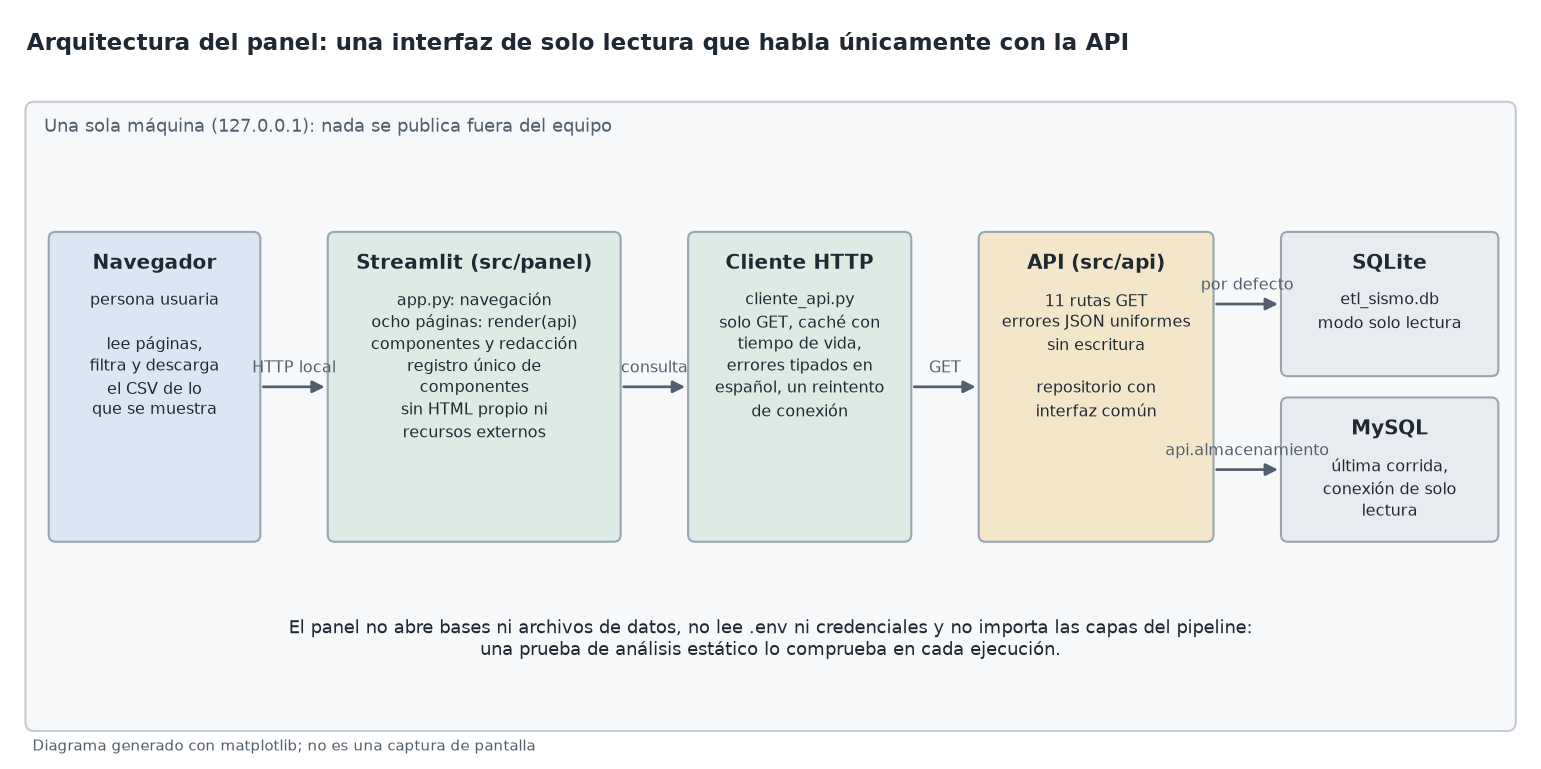 Arquitectura del panel: una interfaz de solo lectura que habla únicamente con la API
Una sola máquina (127.0.0.1): nada se publica fuera del equipo
Navegador
persona usuaria
lee páginas,
filtra y descarga
el CSV de lo
que se muestra
HTTP local
Streamlit (src/panel)
app.py: navegación
ocho páginas: render(api)
componentes y redacción
registro único de
componentes
sin HTML propio ni
recursos externos
consulta
Cliente HTTP
cliente_api.py
solo GET, caché con
tiempo de vida,
errores tipados en
español, un reintento
de conexión
GET
API (src/api)
11 rutas GET
errores JSON uniformes
sin escritura
repositorio con
interfaz común
por defecto
SQLite
etl_sismo.db
modo solo lectura
api.almacenamiento
MySQL
última corrida,
conexión de solo
lectura
El panel no abre bases ni archivos de datos, no lee .env ni credenciales y no importa las capas del pipeline:
una prueba de análisis estático lo comprueba en cada ejecución.
Diagrama generado con matplotlib; no es una captura de pantalla